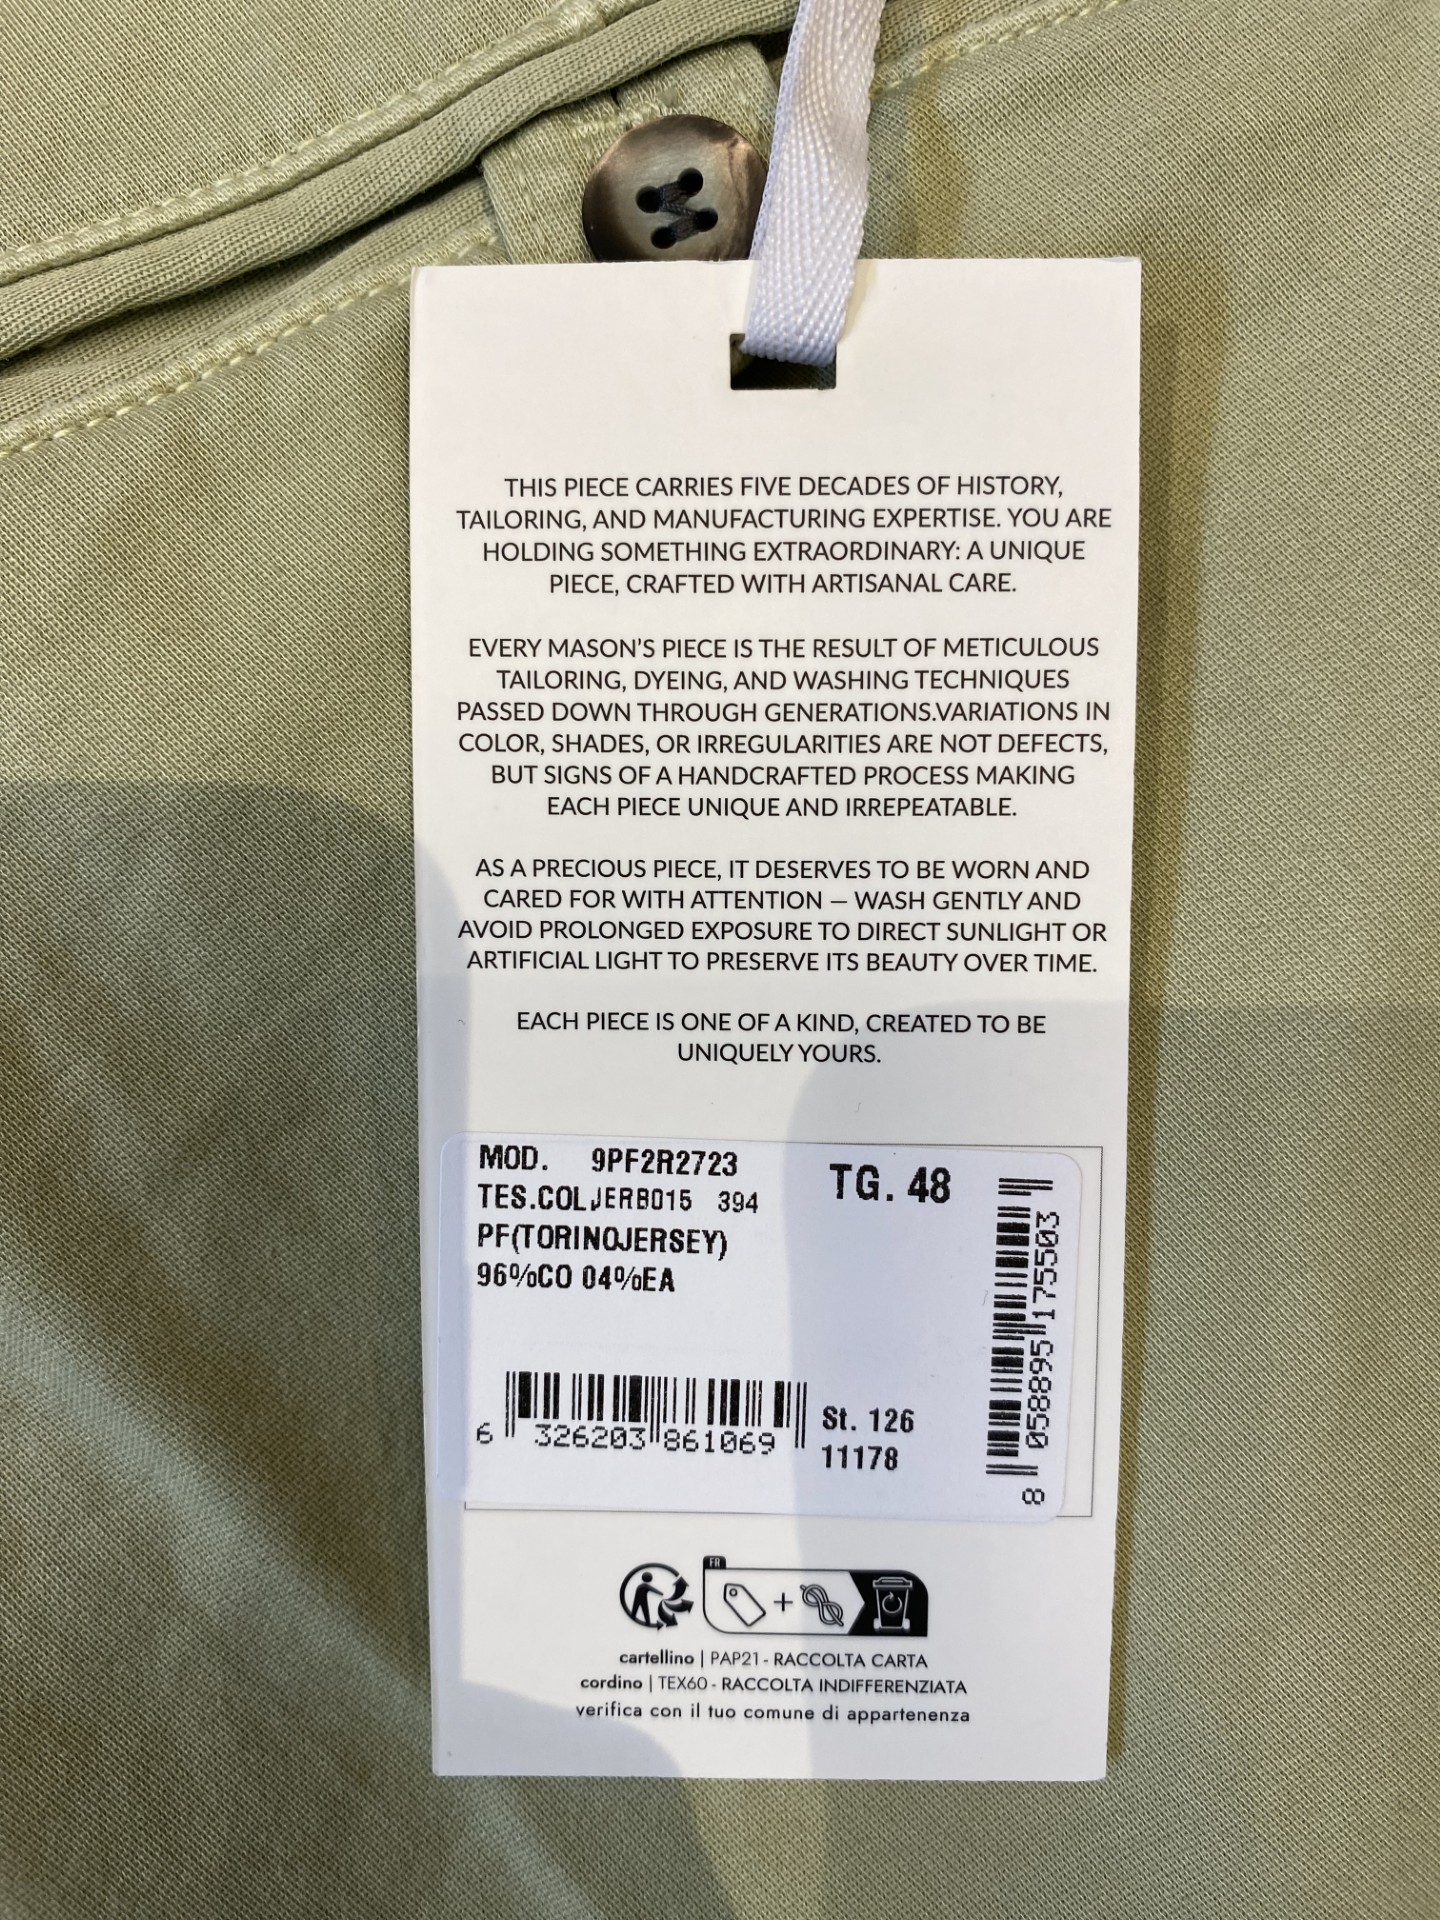 THIS PIECE CARRIES FIVE DECADES OF HISTORY,
TAILORING, AND MANUFACTURING EXPERTISE. YOU ARE
HOLDING SOMETHING EXTRAORDINARY: A UNIQUE
PIECE, CRAFTED WITH ARTISANAL CARE.
EVERY MASON'S PIECE IS THE RESULT OF METICULOUS
TAILORING, DYEING, AND WASHING TECHNIQUES
PASSED DOWN THROUGH GENERATIONS.VARIATIONS IN
COLOR, SHADES, OR IRREGULARITIES ARE NOT DEFECTS,
BUT SIGNS OF A HANDCRAFTED PROCESS MAKING
EACH PIECE UNIQUE AND IRREPEATABLE.
AS A PRECIOUS PIECE, IT DESERVES TO BE WORN AND
CARED FOR WITH ATTENTION — WASH GENTLY AND
AVOID PROLONGED EXPOSURE TO DIRECT SUNLIGHT OR
ARTIFICIAL LIGHT TO PRESERVE ITS BEAUTY OVER TIME.
EACH PIECE IS ONE OF A KIND, CREATED TO BE
UNIQUELY YOURS.
MOD. 9PF2R2723
TG. 48
TES.COL JERB015 394
PF(TORINOJERSEY)
96%CO 04%EA
6 326203 861069
St. 126
11178
8 058895 175503
FR
+
cartellino | PAP21 - RACCOLTA CARTA
cordino | TEX60 - RACCOLTA INDIFFERENZIATA
verifica con il tuo comune di appartenenza